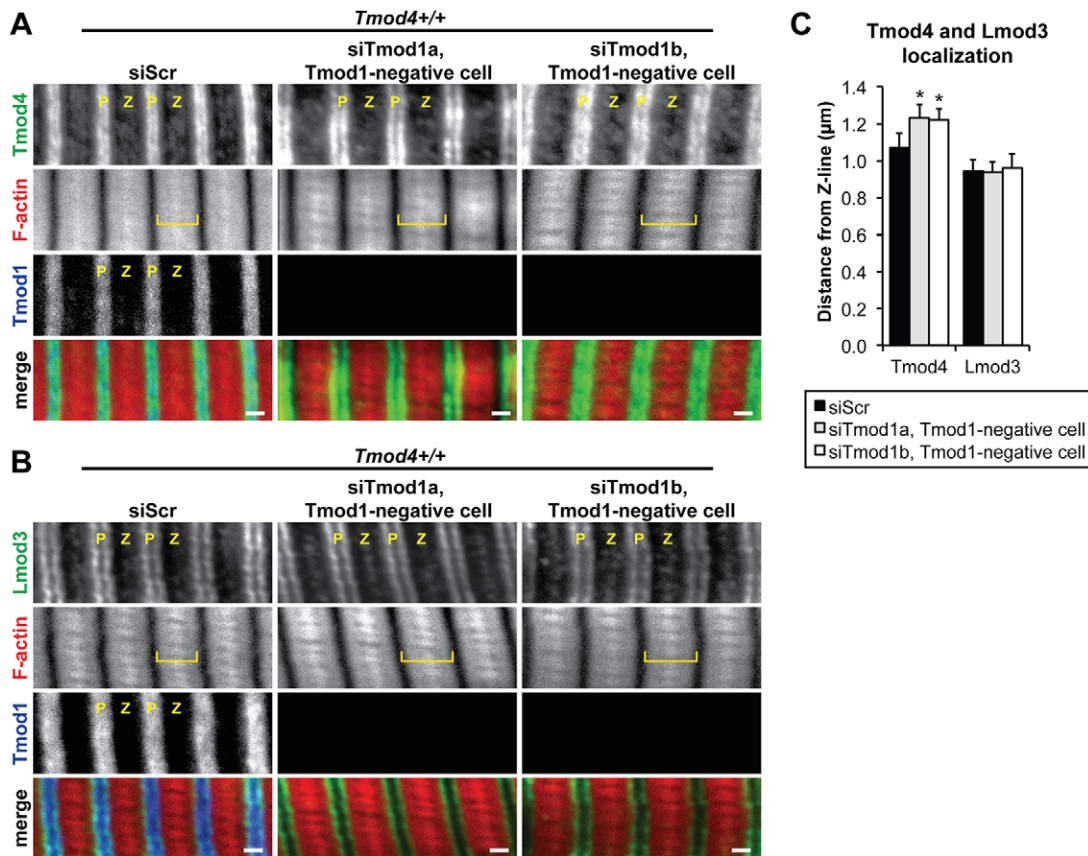 A
Tmod4+/+
siScr
siTmod1a,
Tmod1-negative cell
siTmod1b,
Tmod1-negative cell
Tmod4
P Z P Z
P Z P Z
P Z P Z
F-actin
Tmod1
P Z P Z
merge
B
Tmod4+/+
siScr
siTmod1a,
Tmod1-negative cell
siTmod1b,
Tmod1-negative cell
Lmod3
P Z P Z
P Z P Z
P Z P Z
F-actin
Tmod1
P Z P Z
merge
C
Tmod4 and Lmod3
localization
Distance from Z-line (µm)
1.4
1.2
1.0
0.8
0.6
0.4
0.2
0.0
* *
Tmod4 Lmod3
siScr
siTmod1a, Tmod1-negative cell
siTmod1b, Tmod1-negative cell